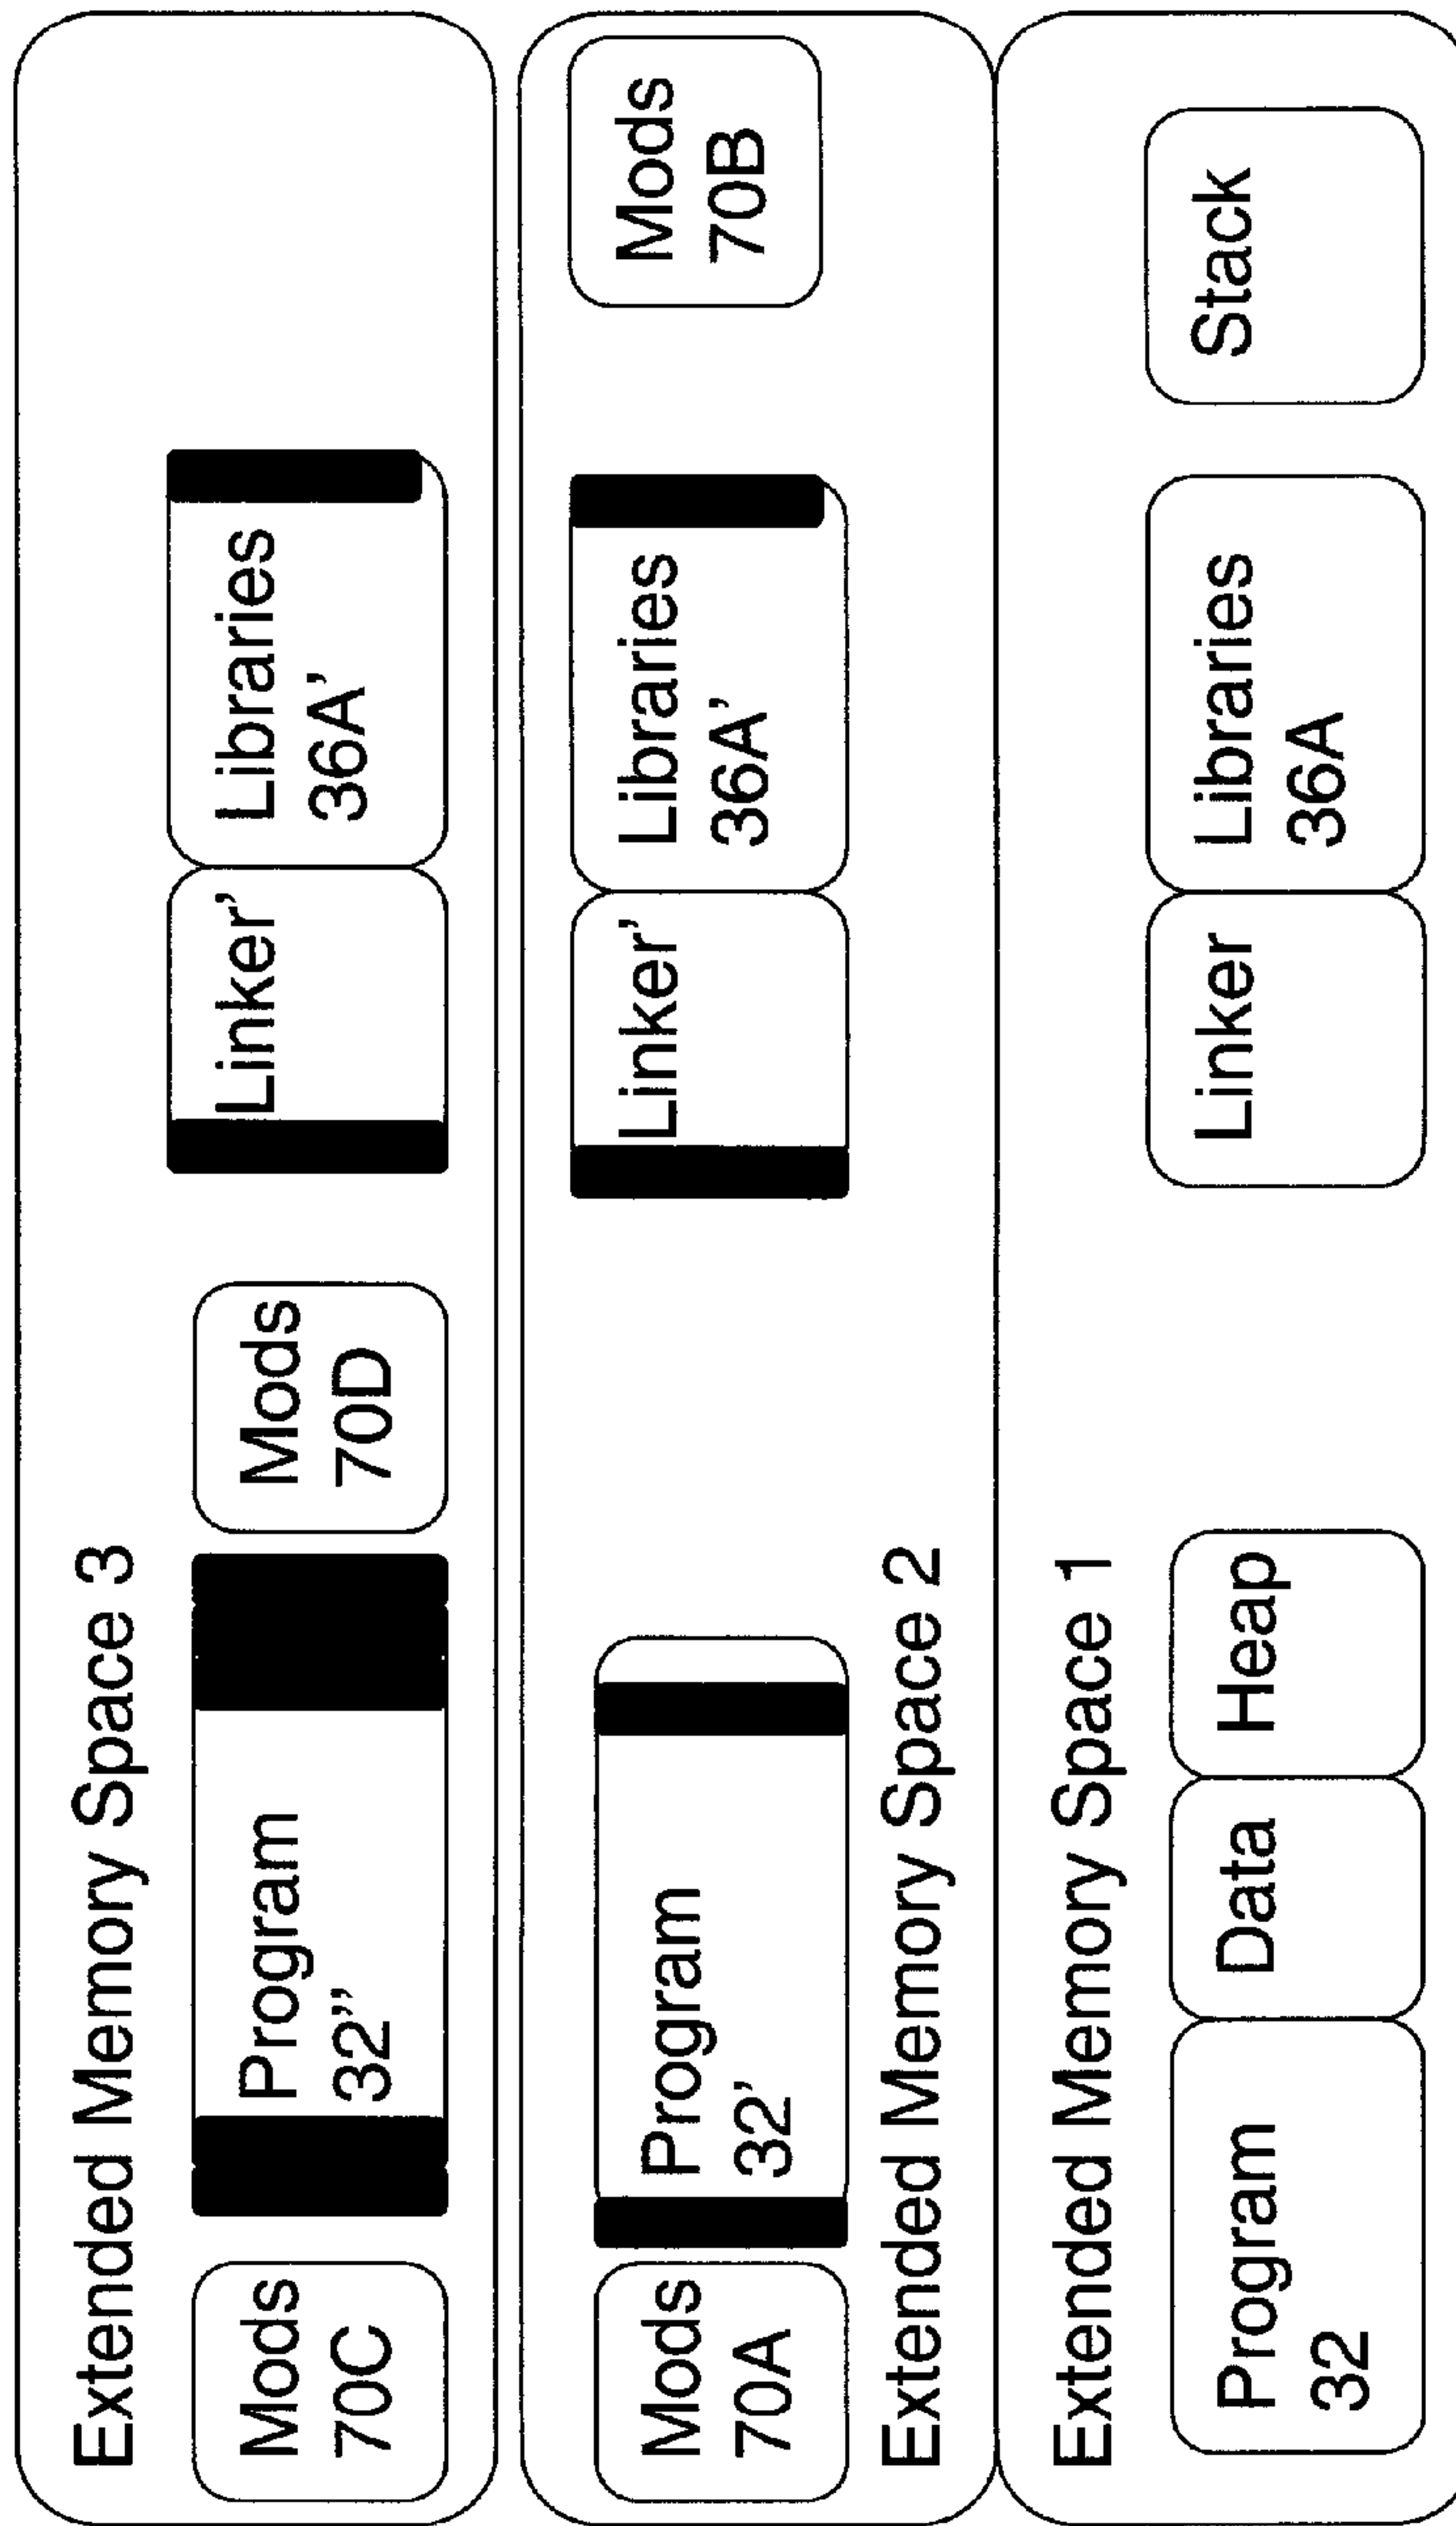 Extended Memory Space 3
Mods
70C
Program
32”
Mods
70D
Linker’
Libraries
36A’
Mods
70A
Program
32’
Linker’
Libraries
36A’
Mods
70B
Extended Memory Space 2
Extended Memory Space 1
Program
32
Data
Heap
Linker
Libraries
36A
Stack